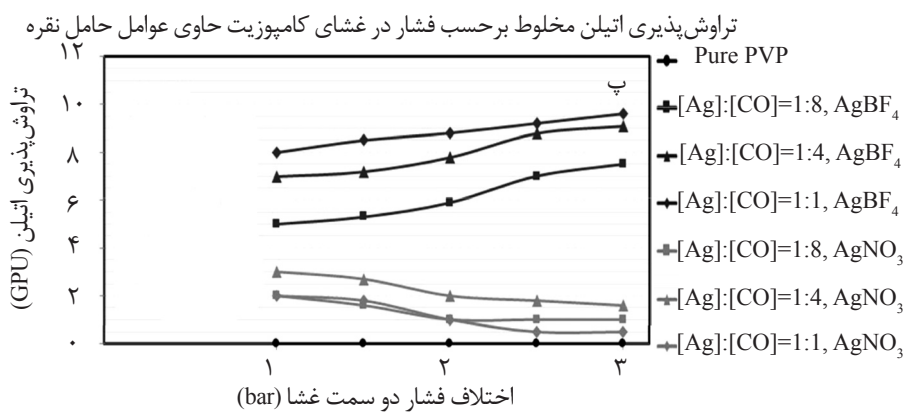 تراوش‌پذیری اتیلن مخلوط برحسب فشار در غشای کامپوزیت حاوی عوامل حامل نقره
تراوش‌پذیری اتیلن (GPU))
۱۲
۱۰
۸
۶
۴
۲
۰
پ
۱
۲
۳
اختلاف فشار دو سمت غشا (bar)
Pure PVP
[Ag]:[CO]=1:8, AgBF₄
[Ag]:[CO]=1:4, AgBF₄
[Ag]:[CO]=1:1, AgBF₄
[Ag]:[CO]=1:8, AgNO₃
[Ag]:[CO]=1:4, AgNO₃
[Ag]:[CO]=1:1, AgNO₃